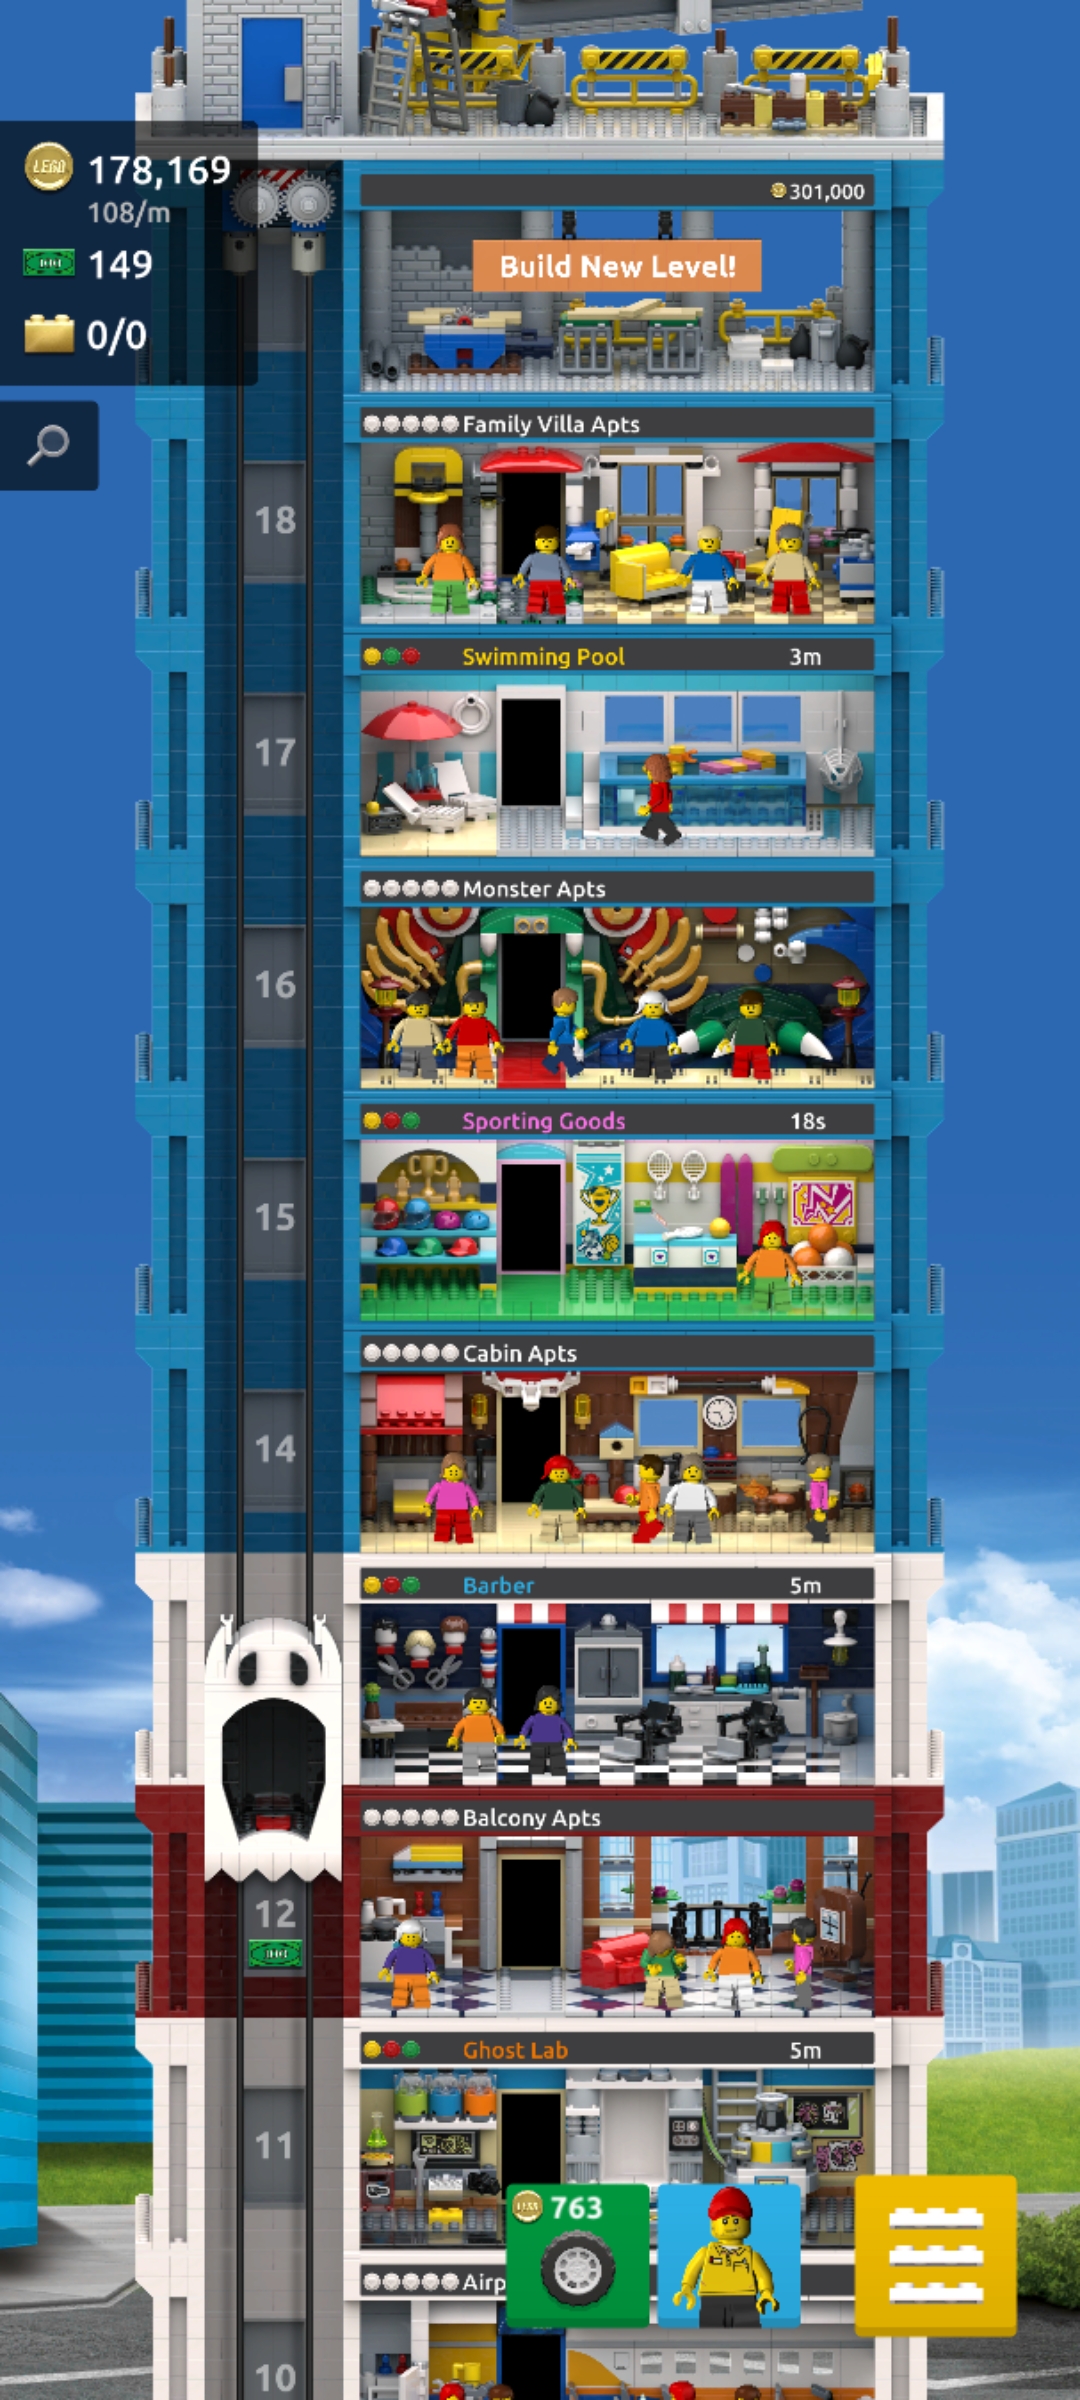 LEGO 178,169
108/m
149
0/0
301,000
Build New Level!
Family Villa Apts
18
Swimming Pool 3m
17
Monster Apts
16
Sporting Goods 18s
15
Cabin Apts
14
Barber 5m
Balcony Apts
12
Ghost Lab 5m
11
763
Airp
10